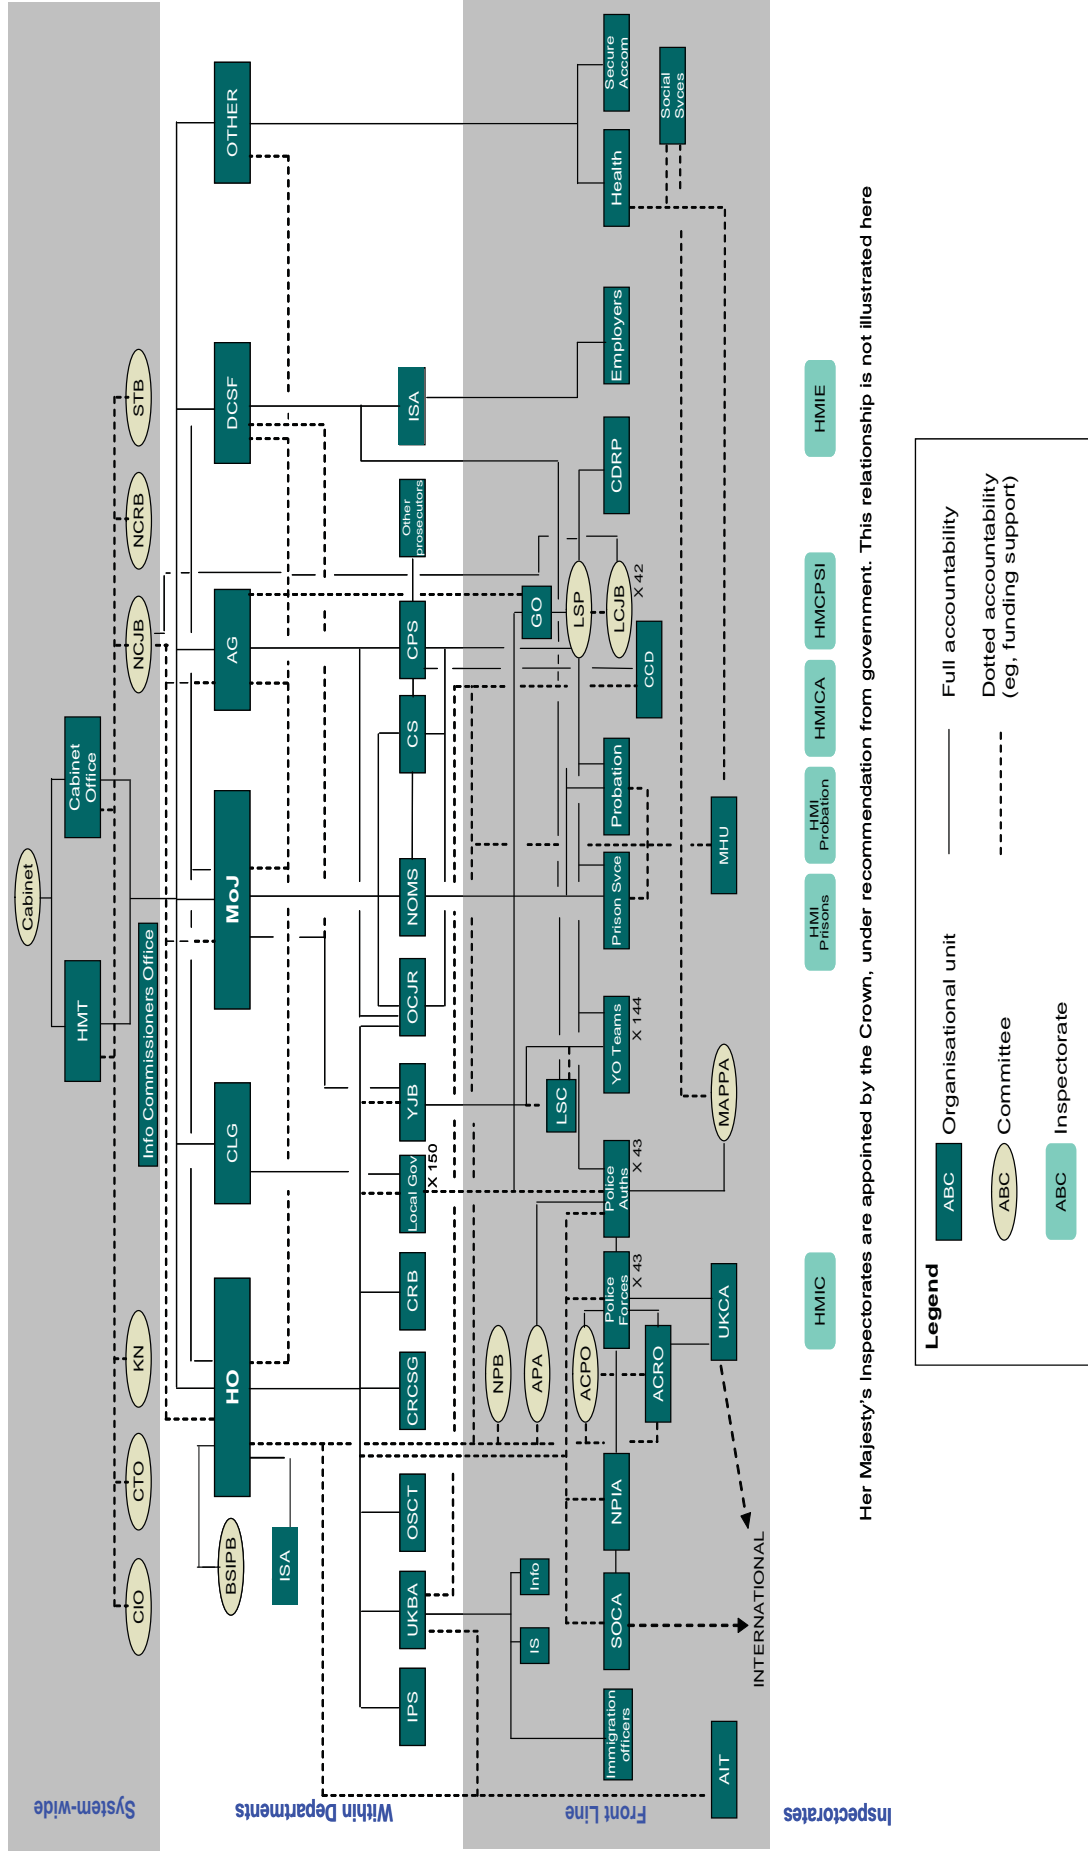 System-wide
Cabinet
HMT
Cabinet
Office
CIO
CTO
KN
Info Commissioners Office
NCJB
NCRB
STB
Within Departments
BSIPB
HO
CLG
MoJ
AG
DCSF
OTHER
ISA
IPS
UKBA
OSCT
CRCSG
CRB
Local Gov
X 150
YJB
OCJR
NOMS
CS
CPS
Other
prosecutors
ISA
Front Line
NPB
IS
Info
APA
LSC
GO
ACPO
LSP
Immigration
officers
SOCA
NPIA
Police
Forces
X 43
Police
Auths
X 43
YO Teams
X 144
Prison Svce
Probation
LCJB
X 42
CDRP
Employers
Health
Secure
Accom
ACRO
CCD
Social
Svces
AIT
UKCA
MAPPA
MHU
INTERNATIONAL
Inspectorates
HMIC
HMI
Prisons
HMI
Probation
HMICA
HMCPSI
HMIE
Her Majesty's Inspectorates are appointed by the Crown, under recommendation from government. This relationship is not illustrated here
Legend
ABC Organisational unit
Full accountability
ABC Committee
Dotted accountability
(eg, funding support)
ABC Inspectorate